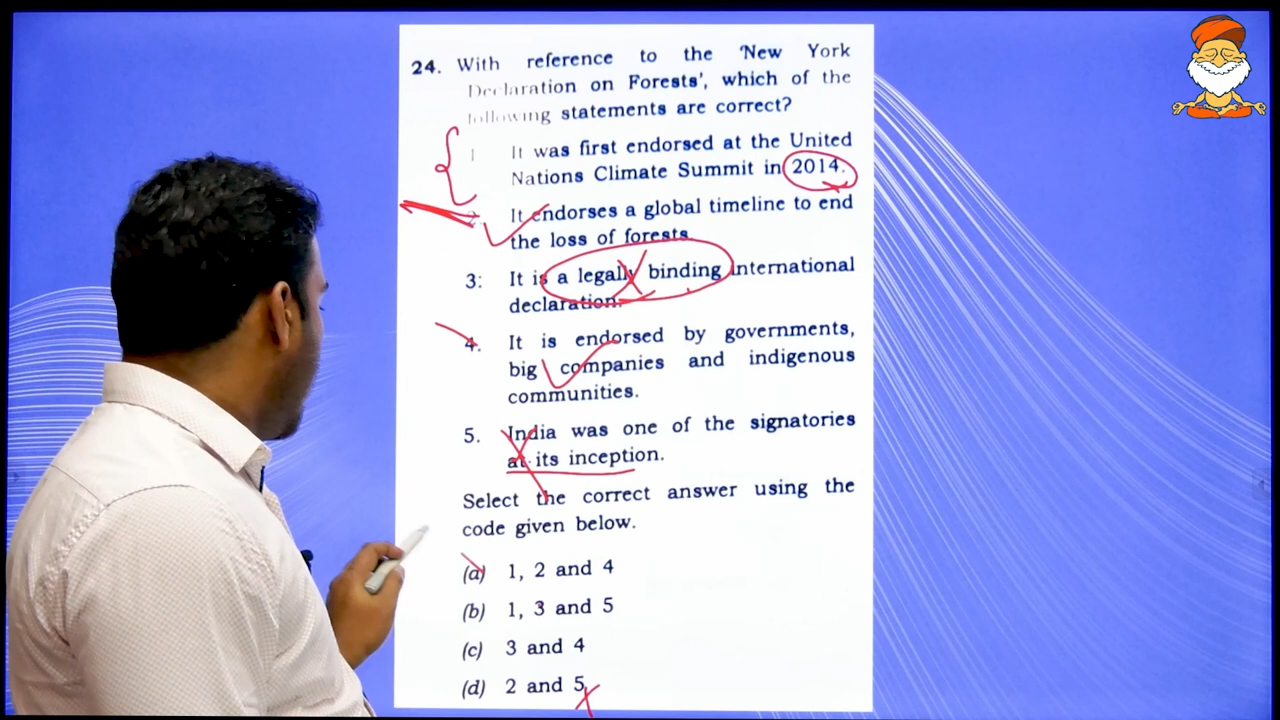 24. With reference to the 'New York
Declaration on Forests', which of the
following statements are correct?
1 It was first endorsed at the United
Nations Climate Summit in 2014.
2. It endorses a global timeline to end
the loss of forests.
3: It is a legally binding international
declaration.
4. It is endorsed by governments,
big companies and indigenous
communities.
5. India was one of the signatories
at its inception.
Select the correct answer using the
code given below.
(a) 1, 2 and 4
(b) 1, 3 and 5
(c) 3 and 4
(d) 2 and 5